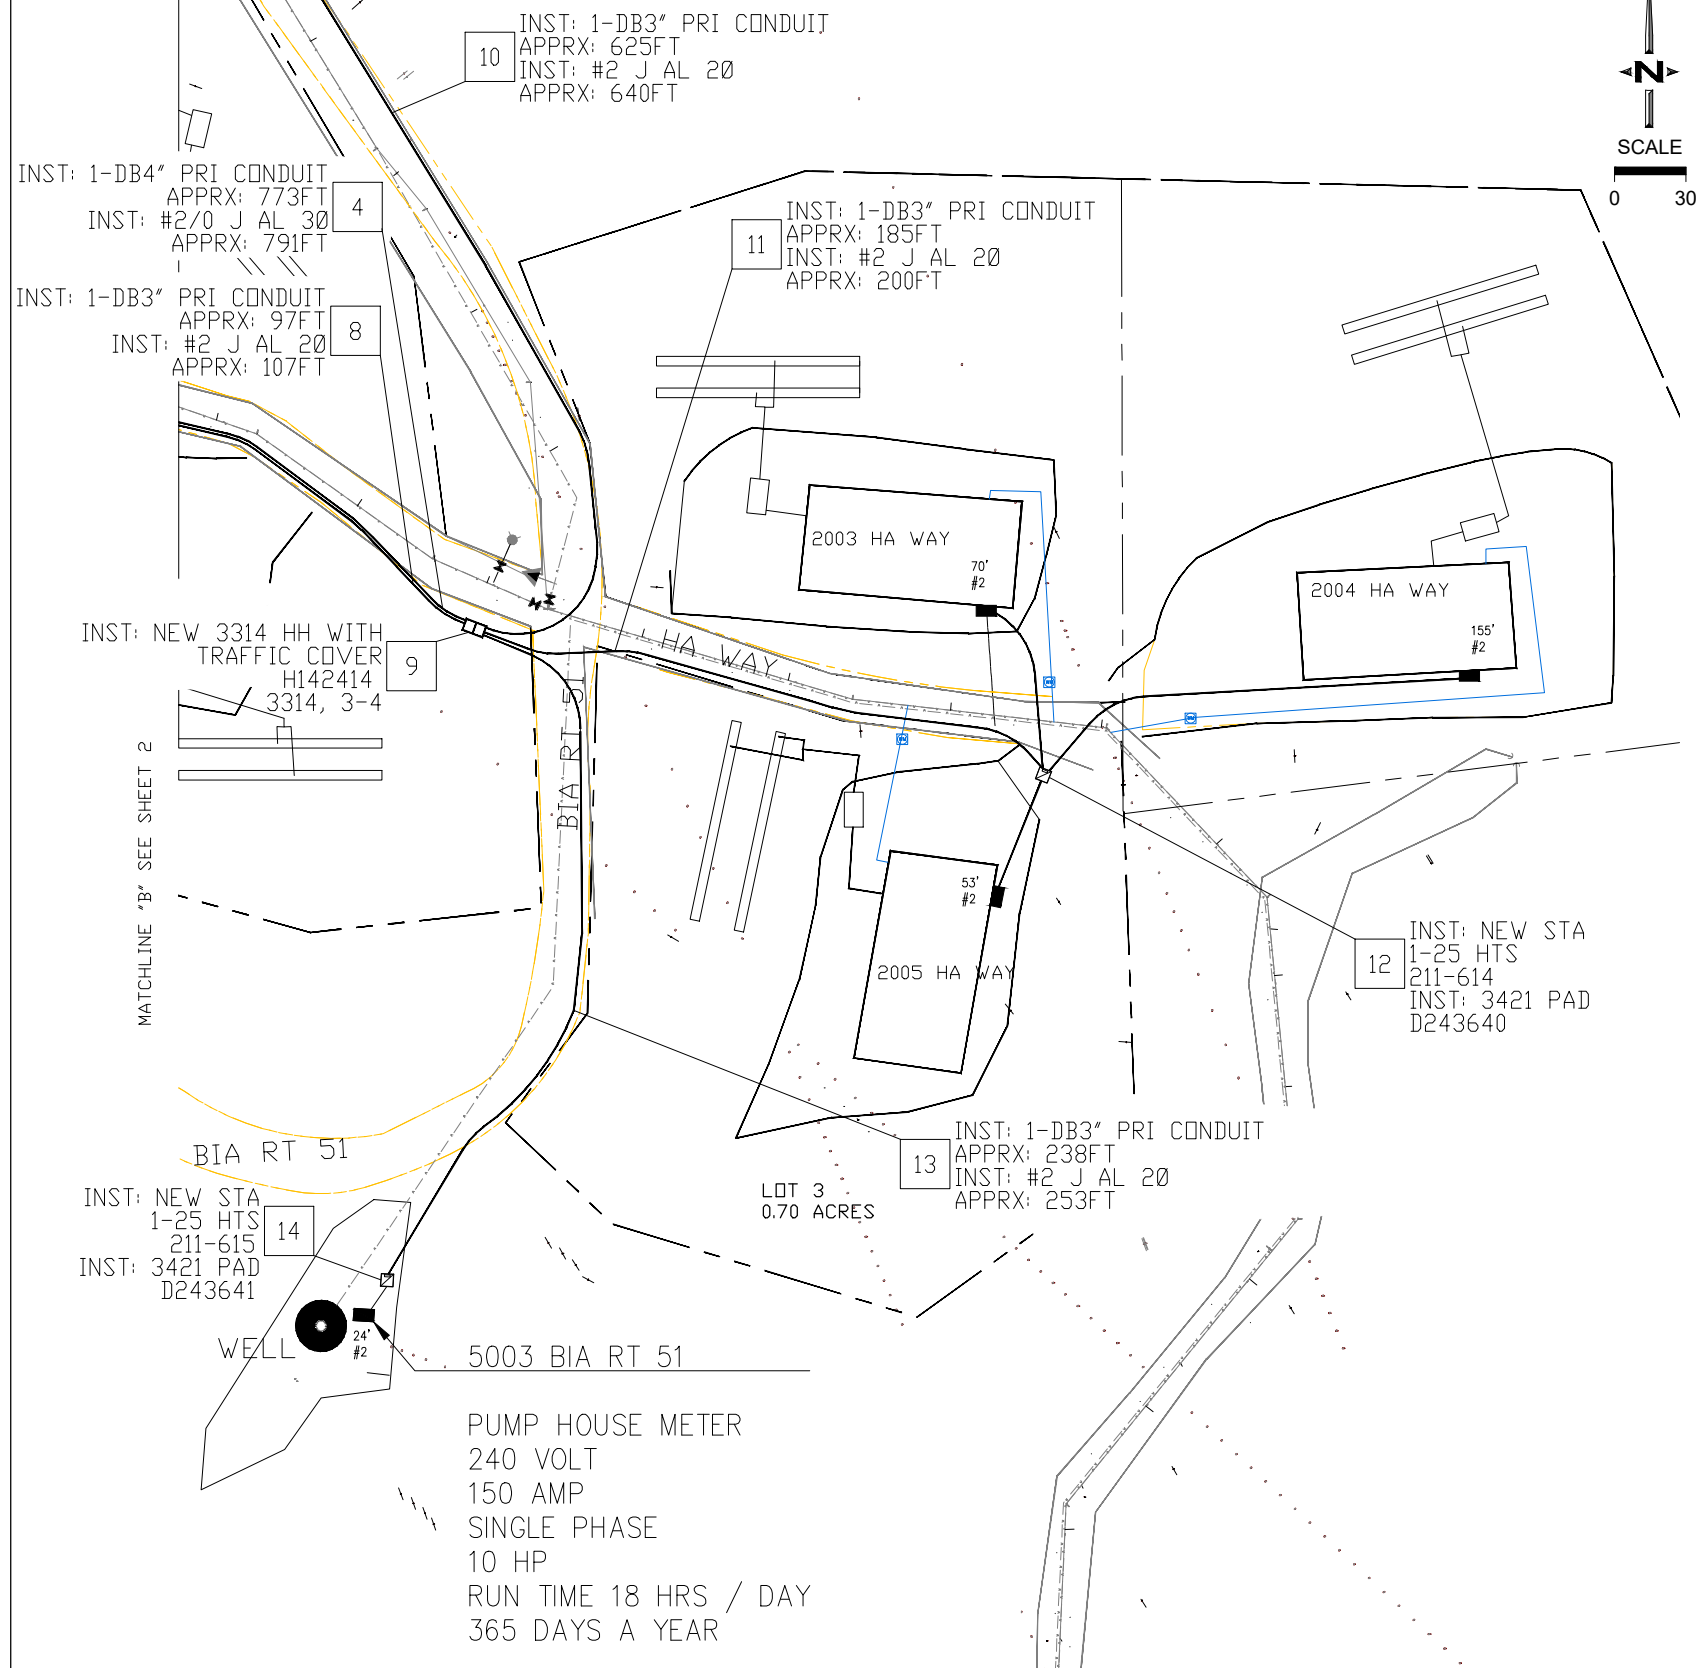 INST: 1-DB3" PRI CONDUIT
10
APPRX: 625FT
INST: #2 J AL 20
APPRX: 640FT
N
SCALE
0 30
INST: 1-DB4" PRI CONDUIT
APPRX: 773FT
4
INST: #2/0 J AL 30
APPRX: 791FT
INST: 1-DB3" PRI CONDUIT
11
APPRX: 185FT
INST: #2 J AL 20
APPRX: 200FT
INST: 1-DB3" PRI CONDUIT
APPRX: 97FT
8
INST: #2 J AL 20
APPRX: 107FT
2003 HA WAY
70'
#2
2004 HA WAY
155'
#2
INST: NEW 3314 HH WITH
TRAFFIC COVER
9
H142414
3314, 3-4
HA WAY
BIA RT 51
MATCHLINE "B" SEE SHEET 2
53'
#2
2005 HA WAY
INST: NEW STA
12
1-25 HTS
211-614
INST: 3421 PAD
D243640
INST: 1-DB3" PRI CONDUIT
13
APPRX: 238FT
INST: #2 J AL 20
APPRX: 253FT
BIA RT 51
LOT 3
0.70 ACRES
INST: NEW STA
1-25 HTS
14
211-615
INST: 3421 PAD
D243641
WELL
24'
#2
5003 BIA RT 51
PUMP HOUSE METER
240 VOLT
150 AMP
SINGLE PHASE
10 HP
RUN TIME 18 HRS / DAY
365 DAYS A YEAR